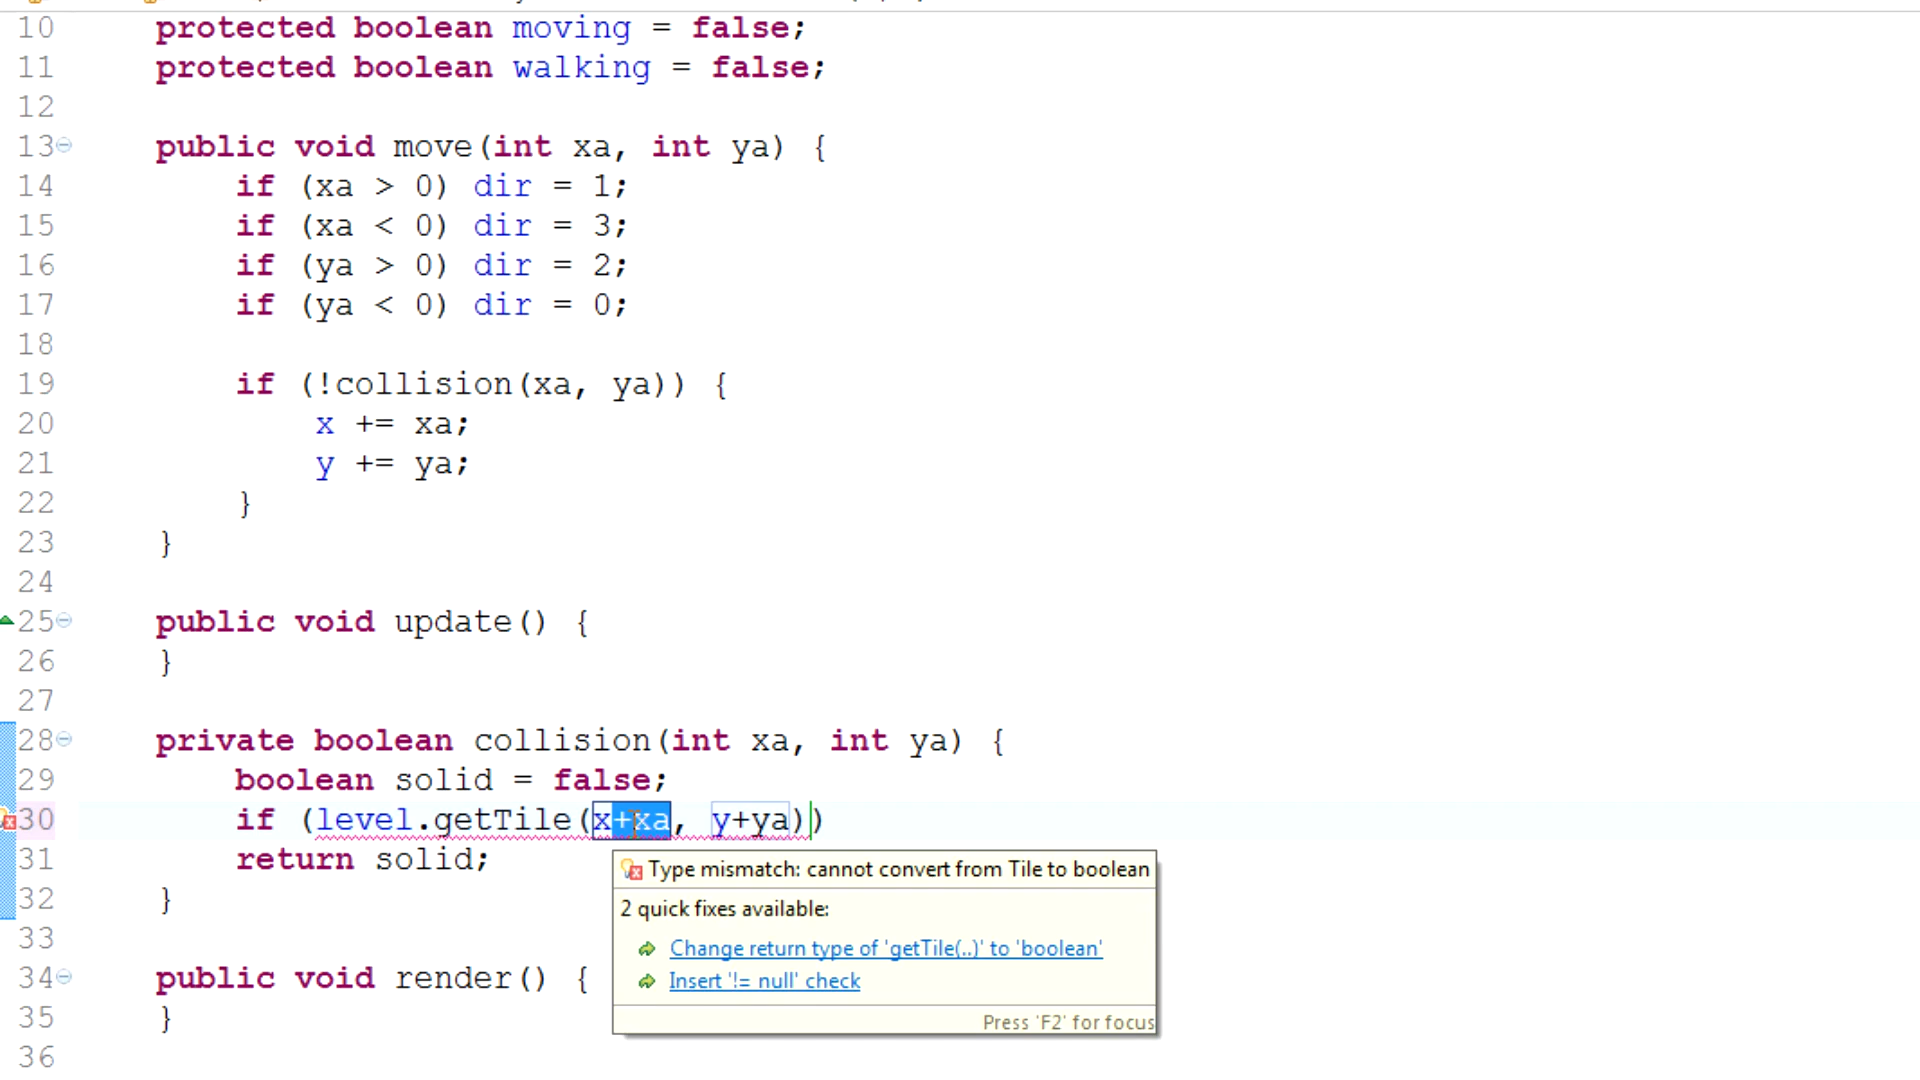 10 protected boolean moving = false;
11 protected boolean walking = false;
12
13 public void move(int xa, int ya) {
14 if (xa > 0) dir = 1;
15 if (xa < 0) dir = 3;
16 if (ya > 0) dir = 2;
17 if (ya < 0) dir = 0;
18
19 if (!collision(xa, ya)) {
20 x += xa;
21 y += ya;
22 }
23 }
24
25 public void update() {
26 }
27
28 private boolean collision(int xa, int ya) {
29 boolean solid = false;
30 if (level.getTile(x+xa, y+ya))
31 return solid;
Type mismatch: cannot convert from Tile to boolean
32 }
2 quick fixes available:
33
Change return type of 'getTile(..)' to 'boolean'
34 public void render() {
Insert '!= null' check
35 }
Press 'F2' for focus
36